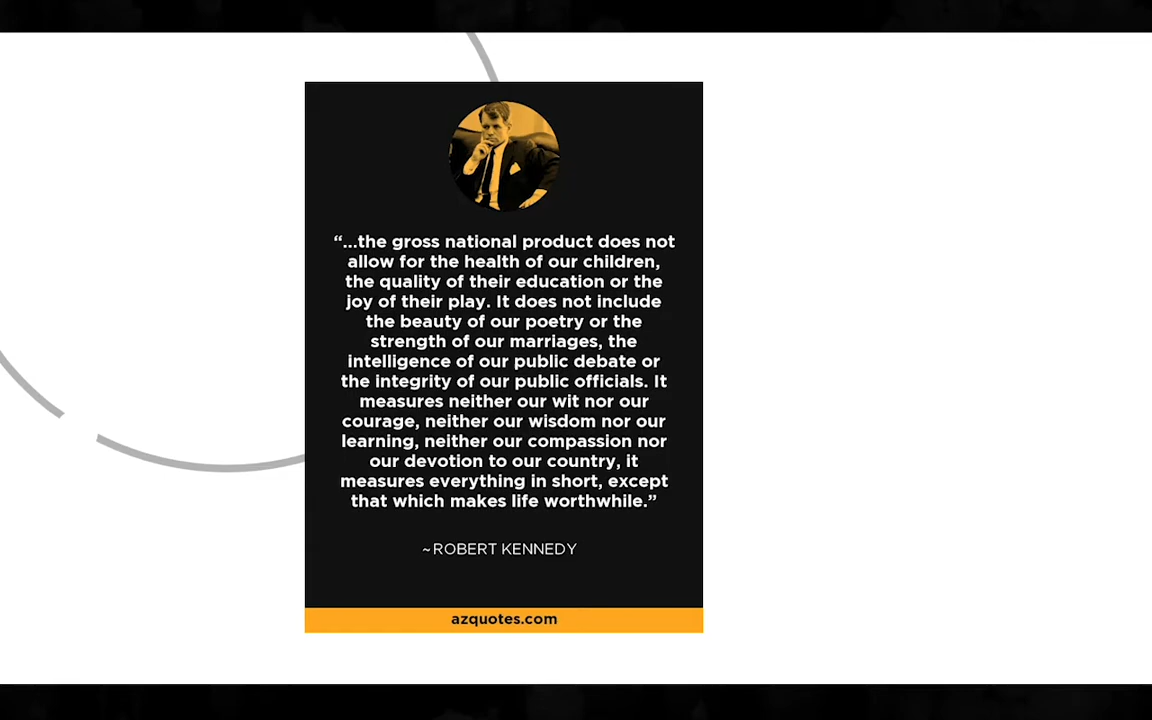 “...the gross national product does not
allow for the health of our children,
the quality of their education or the
joy of their play. It does not include
the beauty of our poetry or the
strength of our marriages, the
intelligence of our public debate or
the integrity of our public officials. It
measures neither our wit nor our
courage, neither our wisdom nor our
learning, neither our compassion nor
our devotion to our country, it
measures everything in short, except
that which makes life worthwhile.”
~ROBERT KENNEDY
azquotes.com